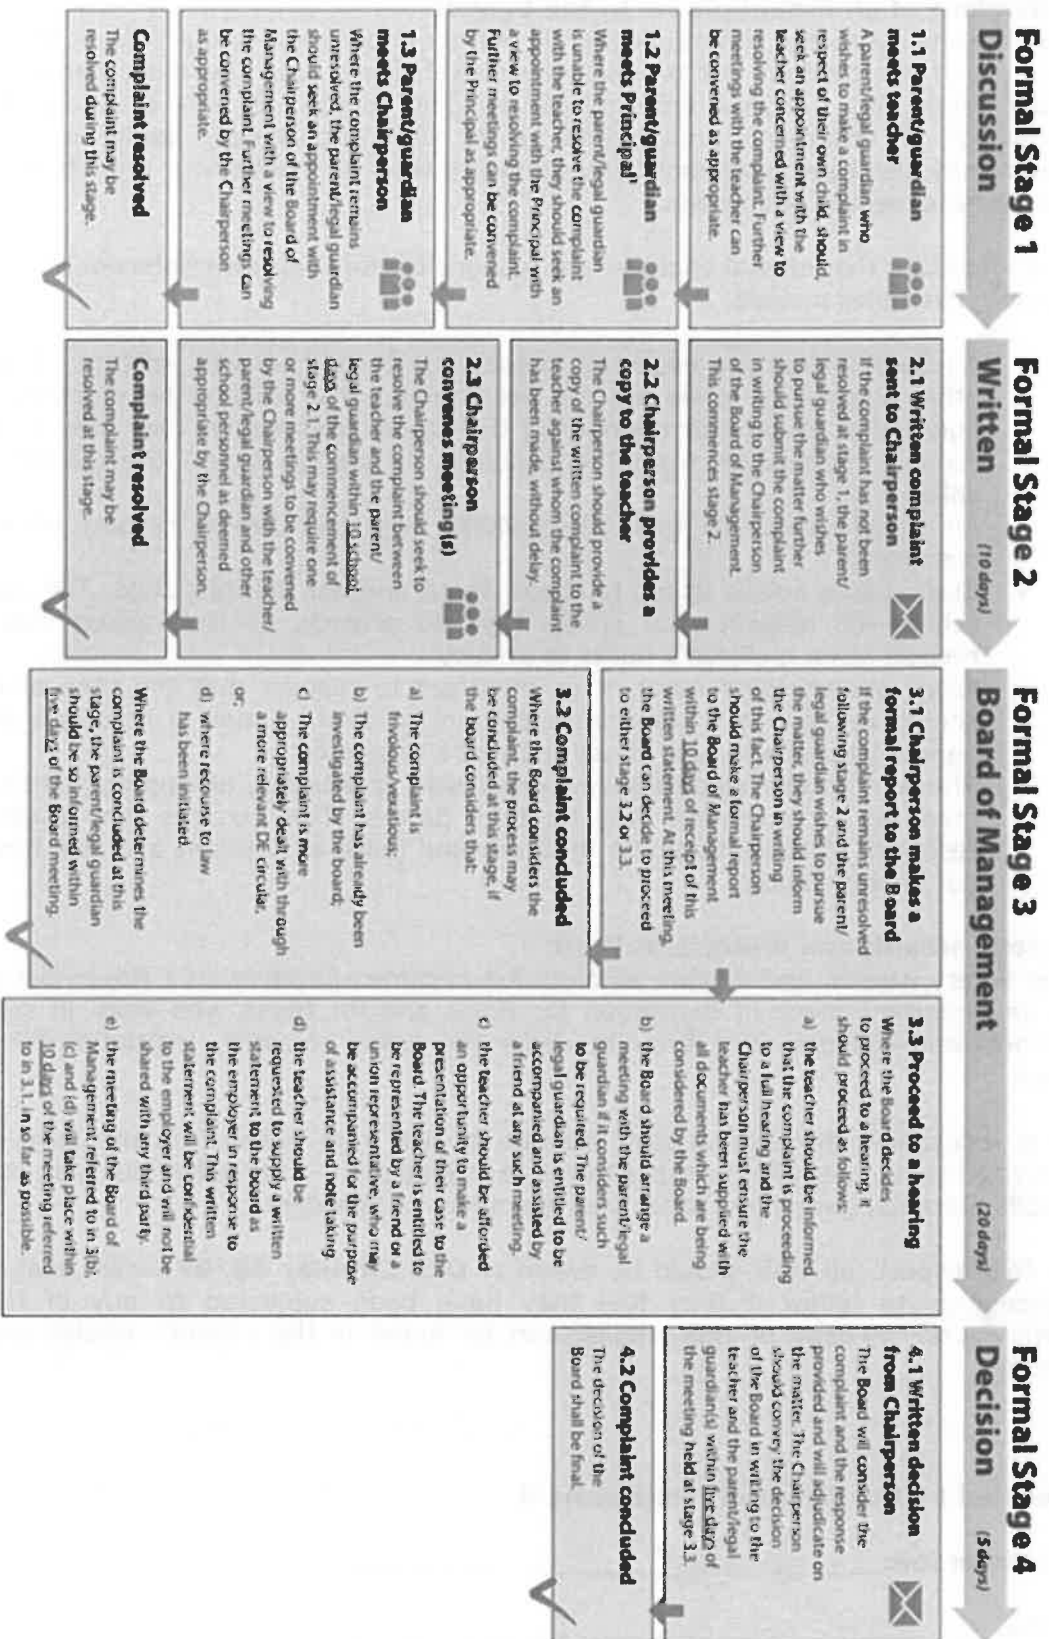 Formal Stage 1
Discussion
1.1 Parent/guardian
meets teacher
A parent/legal guardian who
wishes to make a complaint in
respect of their own child, should,
seek an appointment with the
teacher concerned with a view to
resolving the complaint. Further
meetings with the teacher can
be convened as appropriate.
1.2 Parent/guardian
meets Principal¹
Where the parent/legal guardian
is unable to resolve the complaint
with the teacher, they should seek an
appointment with the Principal with
a view to resolving the complaint.
Further meetings can be convened
by the Principal as appropriate.
1.3 Parent/guardian
meets Chairperson
Where the complaint remains
unresolved, the parent/legal guardian
should seek an appointment with
the Chairperson of the Board of
Management with a view to resolving
the complaint. Further meetings can
be convened by the Chairperson
as appropriate.
Complaint resolved
The complaint may be
resolved during this stage.
Formal Stage 2
Written (10 days)
2.1 Written complaint
sent to Chairperson
If the complaint has not been
resolved at stage 1, the parent/
legal guardian who wishes
to pursue the matter further
should submit the complaint
in writing to the Chairperson
of the Board of Management.
This commences stage 2.
2.2 Chairperson provides a
copy to the teacher
The Chairperson should provide a
copy of the written complaint to the
teacher against whom the complaint
has been made, without delay.
2.3 Chairperson
convenes meeting(s)
The Chairperson should seek to
resolve the complaint between
the teacher and the parent/
legal guardian within 10 school
days of the commencement of
stage 2.1. This may require one
or more meetings to be convened
by the Chairperson with the teacher/
parent/legal guardian and other
school personnel as deemed
appropriate by the Chairperson.
Complaint resolved
The complaint may be
resolved at this stage.
Formal Stage 3
Board of Management (20 days)
3.1 Chairperson makes a
formal report to the Board
If the complaint remains unresolved
following stage 2 and the parent/
legal guardian wishes to pursue
the matter, they should inform
the Chairperson in writing
of this fact. The Chairperson
should make a formal report
to the Board of Management
within 10 days of receipt of this
written statement. At this meeting,
the Board can decide to proceed
to either stage 3.2 or 3.3.
3.2 Complaint concluded
Where the Board considers the
complaint, the process may
be concluded at this stage, if
the board considers that:
a) The complaint is
frivolous/vexatious;
b) The complaint has already been
investigated by the board;
c) The complaint is more
appropriately dealt with through
a more relevant DE circular,
or,
d) where recourse to law
has been initiated.
Where the Board determines the
complaint is concluded at this
stage, the parent/legal guardian
should be so informed within
five days of the Board meeting.
3.3 Proceed to a hearing
Where the Board decides
to proceed to a hearing, it
should proceed as follows:
a) the teacher should be informed
that the complaint is proceeding
to a full hearing and the
Chairperson must ensure the
teacher has been supplied with
all documents which are being
considered by the Board.
b) the Board should arrange a
meeting with the parent/legal
guardian if it considers such
to be required. The parent/
legal guardian is entitled to be
accompanied and assisted by
a friend at any such meeting.
c) the teacher should be afforded
an opportunity to make a
presentation of their case to the
Board. The teacher is entitled to
be represented by a friend or a
union representative, who may
be accompanied for the purpose
of assistance and note taking.
d) the teacher should be
requested to supply a written
statement to the board as
the employer in response to
the complaint. This written
statement will be confidential
to the employer and will not be
shared with any third party.
e) the meeting of the Board of
Management referred to in 3(b),
(c) and (d) will take place within
10 days of the meeting referred
to in 3.1. in so far as possible.
Formal Stage 4
Decision (5 days)
4.1 Written decision
from Chairperson
The Board will consider the
complaint and the response
provided and will adjudicate on
the matter. The Chairperson
should convey the decision
of the Board in writing to the
teacher and the parent/legal
guardian(s) within five days of
the meeting held at stage 3.3.
4.2 Complaint concluded
The decision of the
Board shall be final.